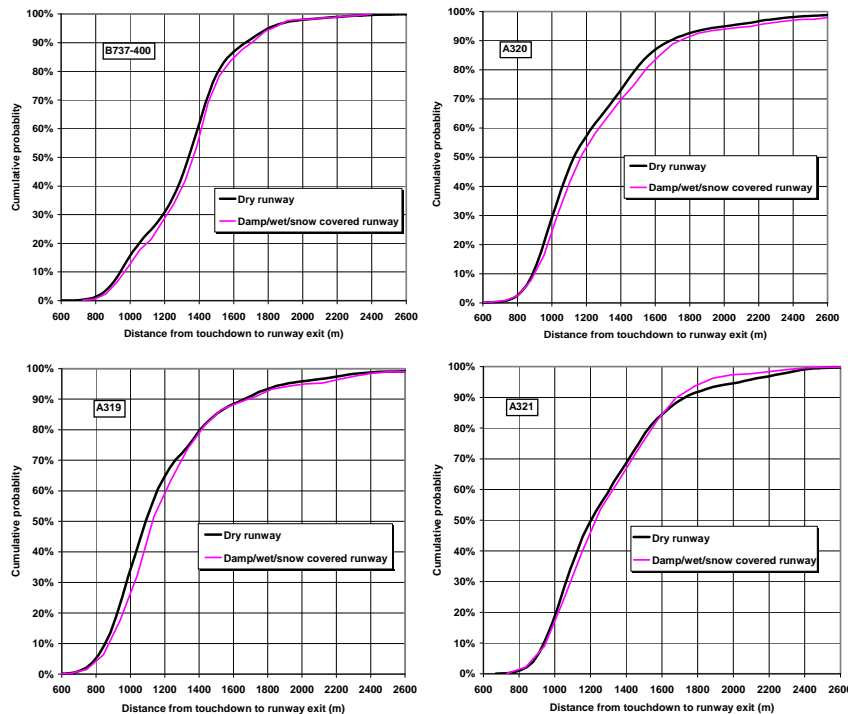 100%
90%
80%
70%
60%
50%
40%
30%
20%
10%
0%
Cumulative probablity
B737-400
Dry runway
Damp/wet/snow covered runway
600 800 1000 1200 1400 1600 1800 2000 2200 2400 2600
Distance from touchdown to runway exit (m)
100%
90%
80%
70%
60%
50%
40%
30%
20%
10%
0%
Cumulative probablity
A320
Dry runway
Damp/wet/snow covered runway
600 800 1000 1200 1400 1600 1800 2000 2200 2400 2600
Distance from touchdown to runway exit (m)
100%
90%
80%
70%
60%
50%
40%
30%
20%
10%
0%
Cumulative probablity
A319
Dry runway
Damp/wet/snow covered runway
600 800 1000 1200 1400 1600 1800 2000 2200 2400 2600
Distance from touchdown to runway exit (m)
100%
90%
80%
70%
60%
50%
40%
30%
20%
10%
0%
Cumulative probablity
A321
Dry runway
Damp/wet/snow covered runway
600 800 1000 1200 1400 1600 1800 2000 2200 2400 2600
Distance from touchdown to runway exit (m)